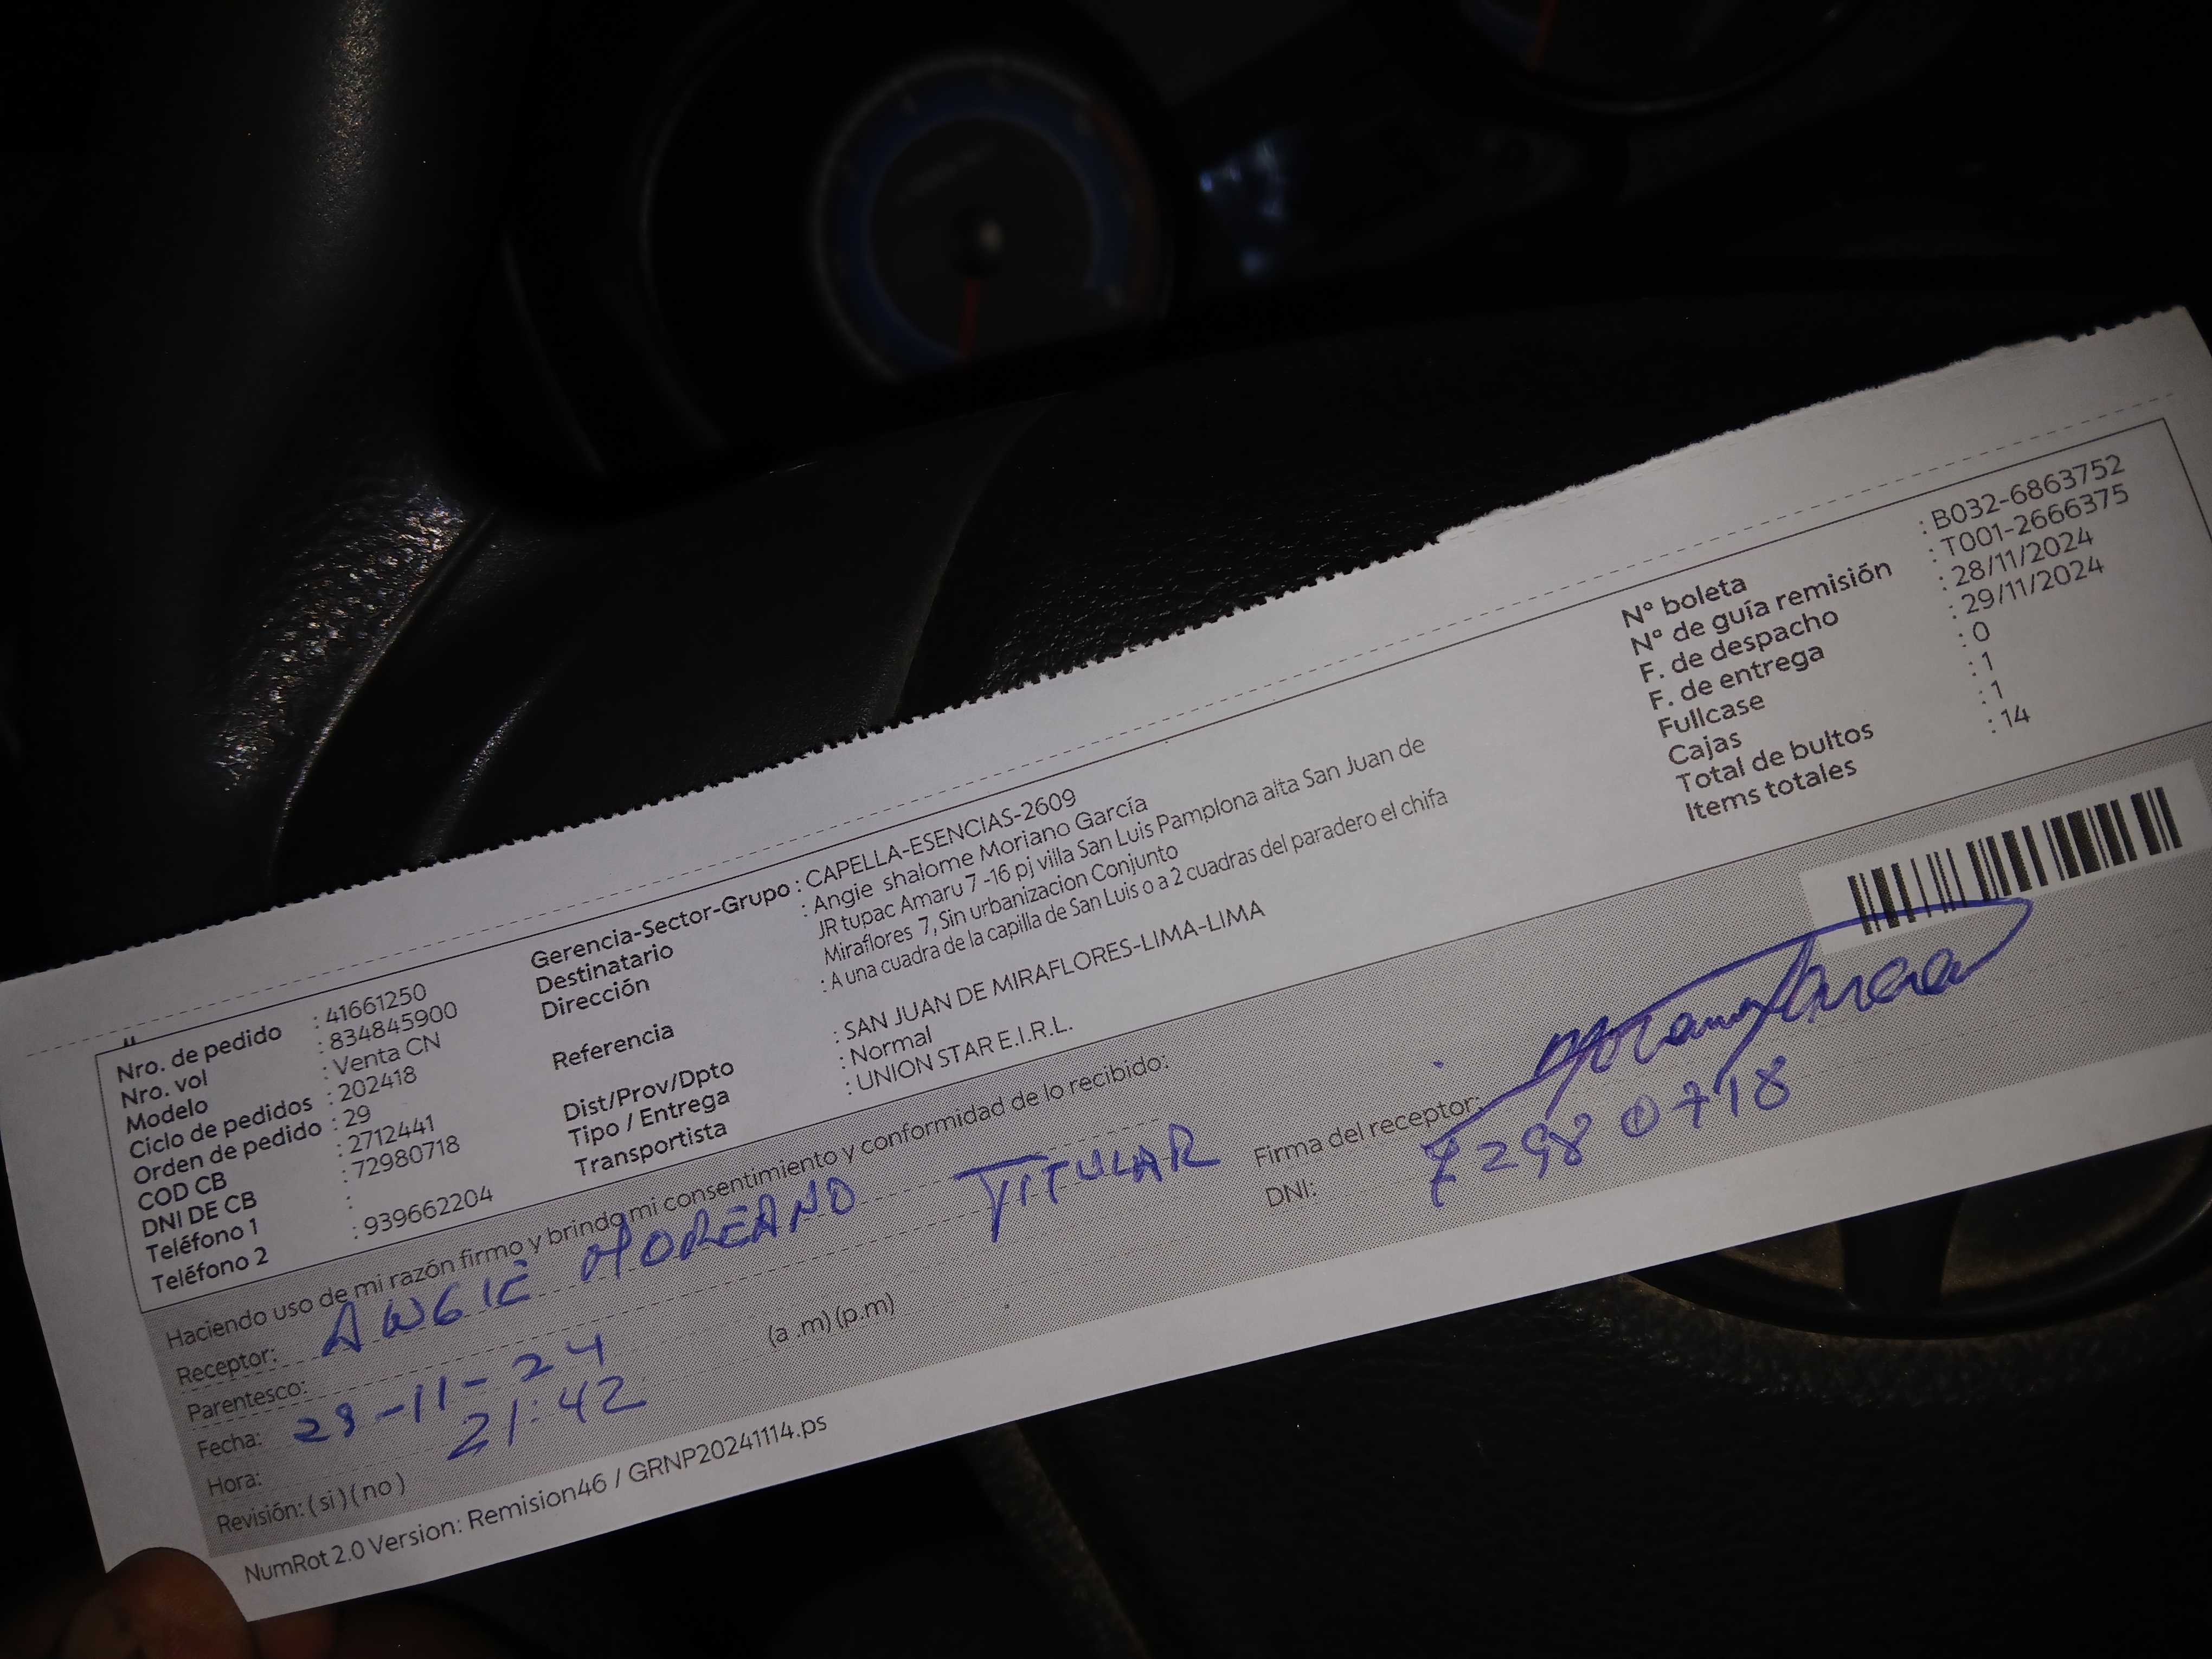 Nro. de pedido : 41661250
Nro. vol : 834845900
Modelo : Venta CN
Ciclo de pedidos : 202418
Orden de pedido : 29
COD CB : 2712441
DNI DE CB : 72980718
Teléfono 1 :
Teléfono 2 : 939662204
Gerencia-Sector-Grupo : CAPELLA-ESENCIAS-2609
Destinatario : Angie shalome Moriano García
Dirección JR tupac Amaru 7 -16 pj villa San Luis Pamplona alta San Juan de
Miraflores 7, Sin urbanizacion Conjunto
Referencia : A una cuadra de la capilla de San Luis o a 2 cuadras del paradero el chifa
Dist/Prov/Dpto : SAN JUAN DE MIRAFLORES-LIMA-LIMA
Tipo / Entrega : Normal
Transportista : UNION STAR E.I.R.L.
N° boleta : B032-6863752
N° de guía remisión : T001-2666375
F. de despacho : 28/11/2024
F. de entrega : 29/11/2024
Fullcase : 0
Cajas : 1
Total de bultos : 1
Items totales : 14
Haciendo uso de mi razón firmo y brindo mi consentimiento y conformidad de lo recibido:
Receptor: ANGIE MOREANO TITULAR
Parentesco:
Fecha: 29-11-24
Hora: 21:42 (a .m) (p.m)
Revisión: ( si ) ( no )
Firma del receptor:
DNI: 72980718
NumRot 2.0 Version: Remision46 / GRNP20241114.ps